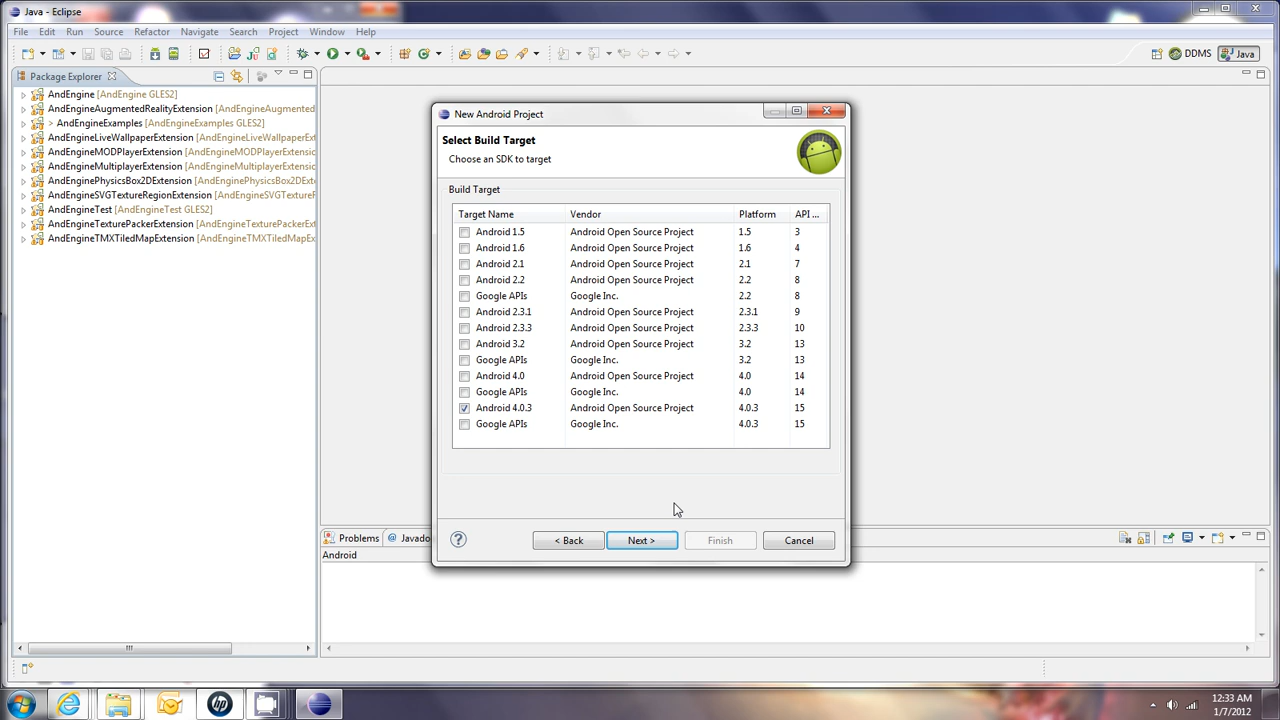 Java - Eclipse
File Edit Run Source Refactor Navigate Search Project Window Help
DDMS Java
Package Explorer
AndEngine [AndEngine GLES2]
AndEngineAugmentedRealityExtension [AndEngineAugmented
> AndEngineExamples [AndEngineExamples GLES2]
AndEngineLiveWallpaperExtension [AndEngineLiveWallpaperExt
AndEngineMODPlayerExtension [AndEngineMODPlayerExtension
AndEngineMultiplayerExtension [AndEngineMultiplayerExtension
AndEnginePhysicsBox2DExtension [AndEnginePhysicsBox2DExt
AndEngineSVGTextureRegionExtension [AndEngineSVGTexture
AndEngineTest [AndEngineTest GLES2]
AndEngineTexturePackerExtension [AndEngineTexturePackerExt
AndEngineTMXTiledMapExtension [AndEngineTMXTiledMapEx
New Android Project
Select Build Target
Choose an SDK to target
Build Target
Target Name Vendor Platform API ...
Android 1.5 Android Open Source Project 1.5 3
Android 1.6 Android Open Source Project 1.6 4
Android 2.1 Android Open Source Project 2.1 7
Android 2.2 Android Open Source Project 2.2 8
Google APIs Google Inc. 2.2 8
Android 2.3.1 Android Open Source Project 2.3.1 9
Android 2.3.3 Android Open Source Project 2.3.3 10
Android 3.2 Android Open Source Project 3.2 13
Google APIs Google Inc. 3.2 13
Android 4.0 Android Open Source Project 4.0 14
Google APIs Google Inc. 4.0 14
Android 4.0.3 Android Open Source Project 4.0.3 15
Google APIs Google Inc. 4.0.3 15
< Back Next > Finish Cancel
Problems @ Javado
Android
hp
12:33 AM
1/7/2012